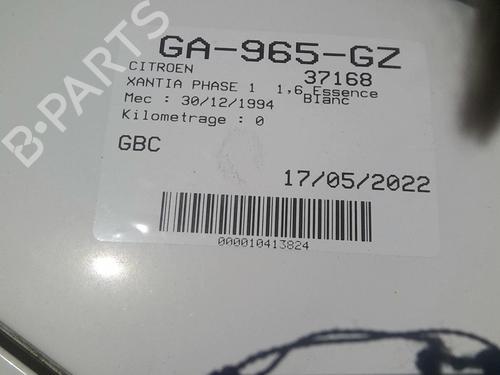 GA-965-GZ
CITROEN 37168
XANTIA PHASE 1 1,6 Essence
Mec : 30/12/1994 Blanc
Kilometrage : 0
GBC
17/05/2022
000010413824